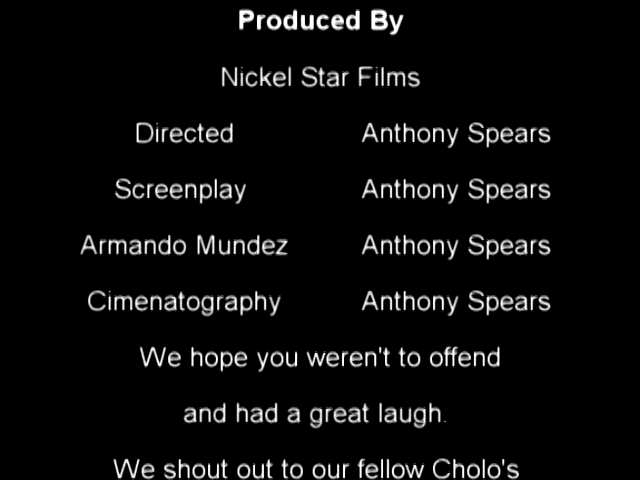 Produced By
Nickel Star Films
Directed Anthony Spears
Screenplay Anthony Spears
Armando Mundez Anthony Spears
Cimenatography Anthony Spears
We hope you weren't to offend
and had a great laugh.
We shout out to our fellow Cholo's